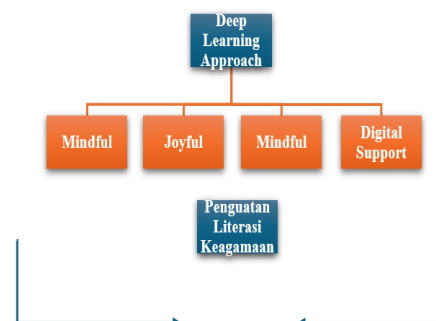 Deep
Learning
Approach
Mindful
Joyful
Mindful
Digital
Support
Penguatan
Literasi
Keagamaan